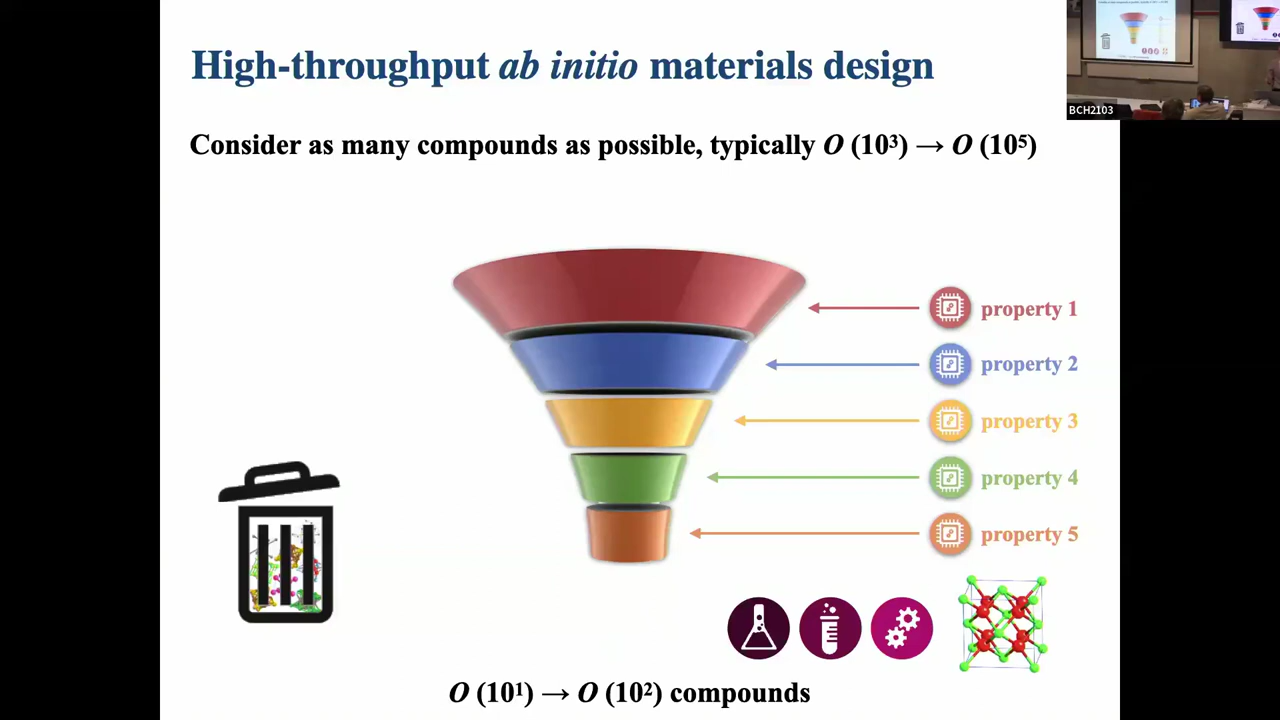 High-throughput ab initio materials design
BCH2103
Consider as many compounds as possible, typically O (10³) → O (10⁵)
property 1
property 2
property 3
property 4
property 5
O (10¹) → O (10²) compounds